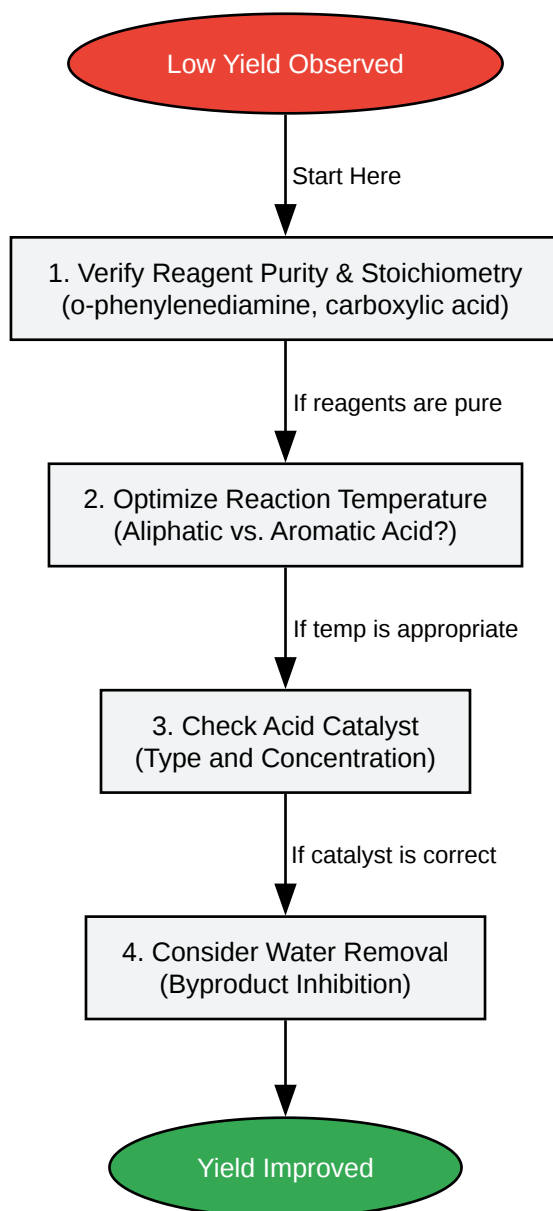 Low Yield Observed
Start Here
1. Verify Reagent Purity & Stoichiometry
(o-phenylenediamine, carboxylic acid)
If reagents are pure
2. Optimize Reaction Temperature
(Aliphatic vs. Aromatic Acid?)
If temp is appropriate
3. Check Acid Catalyst
(Type and Concentration)
If catalyst is correct
4. Consider Water Removal
(Byproduct Inhibition)
Yield Improved